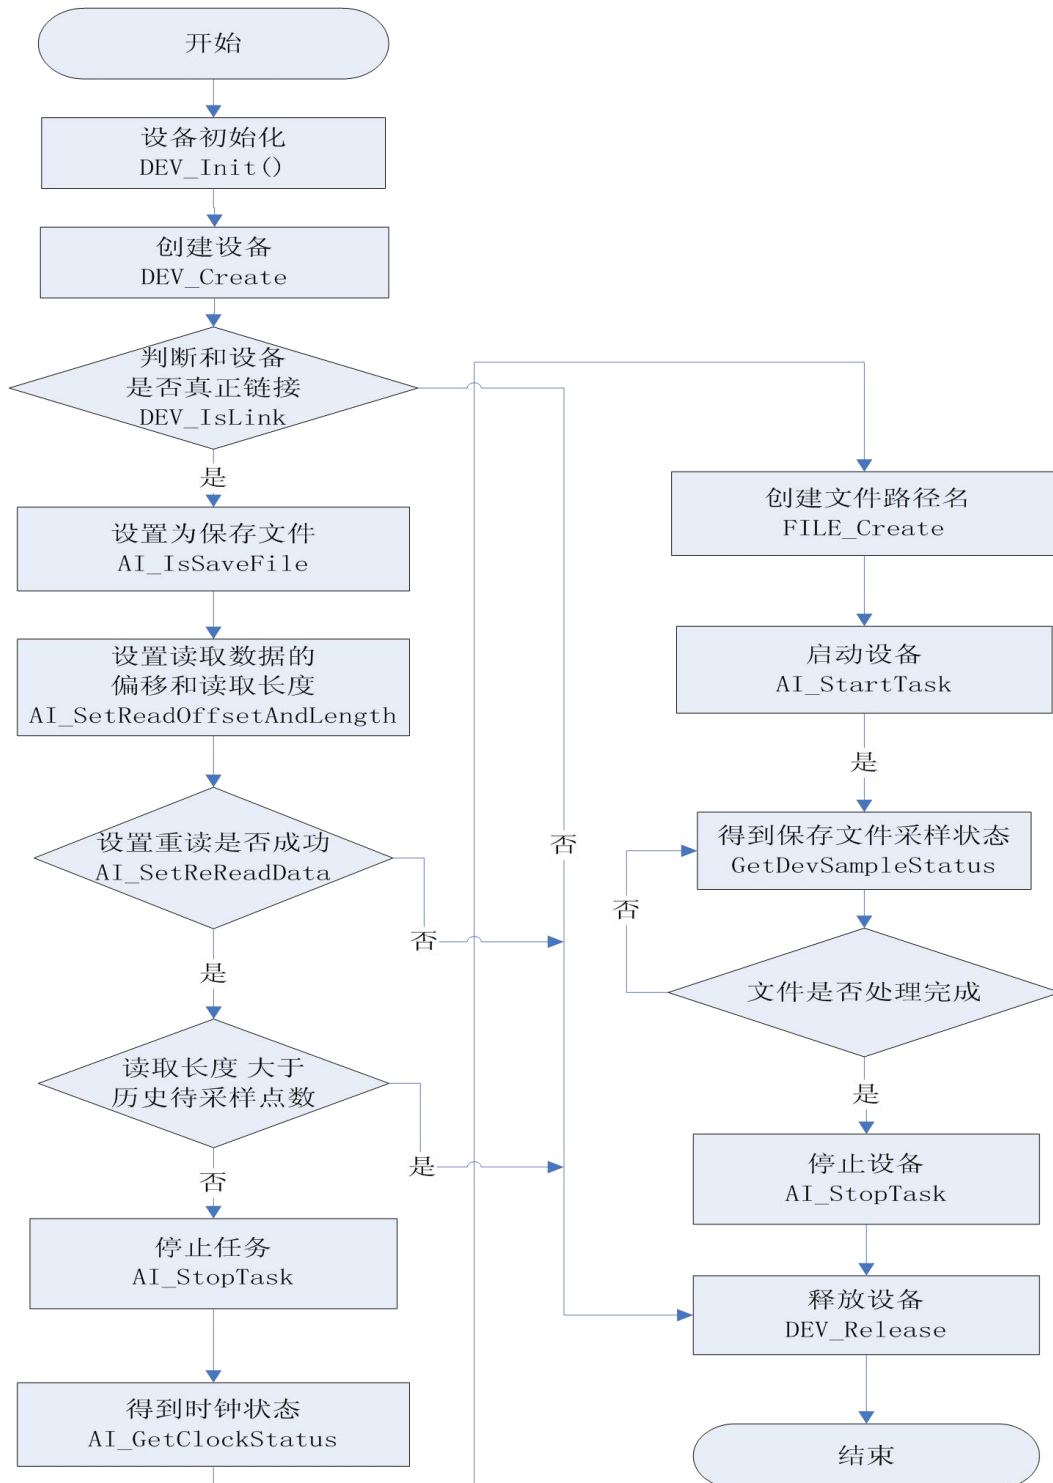 开始
设备初始化
DEV_Init()
创建设备
DEV_Create
判断和设备
是否真正链接
DEV_IsLink
是
设置为保存文件
AI_IsSaveFile
设置读取数据的
偏移和读取长度
AI_SetReadOffsetAndLength
设置重读是否成功
AI_SetReReadData
否
是
读取长度 大于
历史待采样点数
是
否
停止任务
AI_StopTask
得到时钟状态
AI_GetClockStatus
否
创建文件路径名
FILE_Create
启动设备
AI_StartTask
是
得到保存文件采样状态
GetDevSampleStatus
否
文件是否处理完成
是
停止设备
AI_StopTask
释放设备
DEV_Release
结束